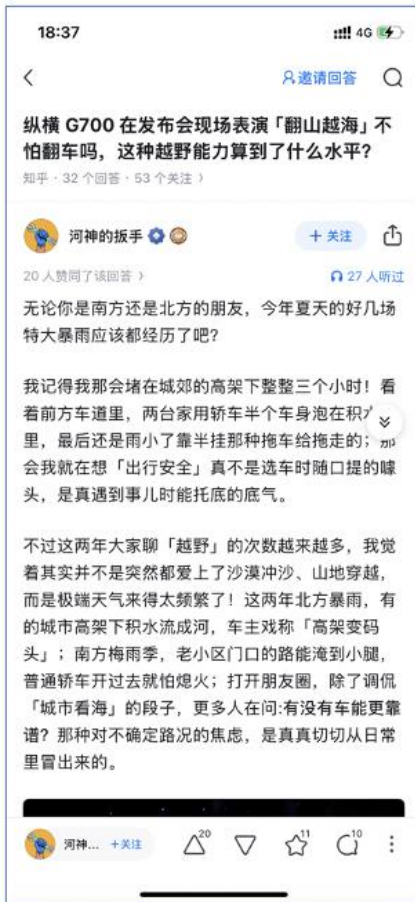 18:37
4G
邀请回答
纵横 G700 在发布会现场表演「翻山越海」不
怕翻车吗，这种越野能力算到了什么水平？
知乎 · 32 个回答 · 53 个关注
河神的扳手
+ 关注
20 人赞同了该回答
27 人听过
无论你是南方还是北方的朋友，今年夏天的好几场
特大暴雨应该都经历了吧？
我记得我那会堵在城郊的高架下整整三个小时！看
着前方车道里，两台家用轿车半个车身泡在积水
里，最后还是雨小了靠半挂那种拖车给拖走的；那
会我就在想「出行安全」真不是选车时随口提的噱
头，是真遇到事儿时能托底的底气。
不过这两年大家聊「越野」的次数越来越多，我觉
着其实并不是突然都爱上了沙漠冲沙、山地穿越，
而是极端天气来得太频繁了！这两年北方暴雨，有
的城市高架下积水流成河，车主戏称「高架变码
头」；南方梅雨季，老小区门口的路能淹到小腿，
普通轿车开过去就怕熄火；打开朋友圈，除了调侃
「城市看海」的段子，更多人在问:有没有车能更靠
谱？那种对不确定路况的焦虑，是真真切切从日常
里冒出来的。
河神... +关注
20
11
10